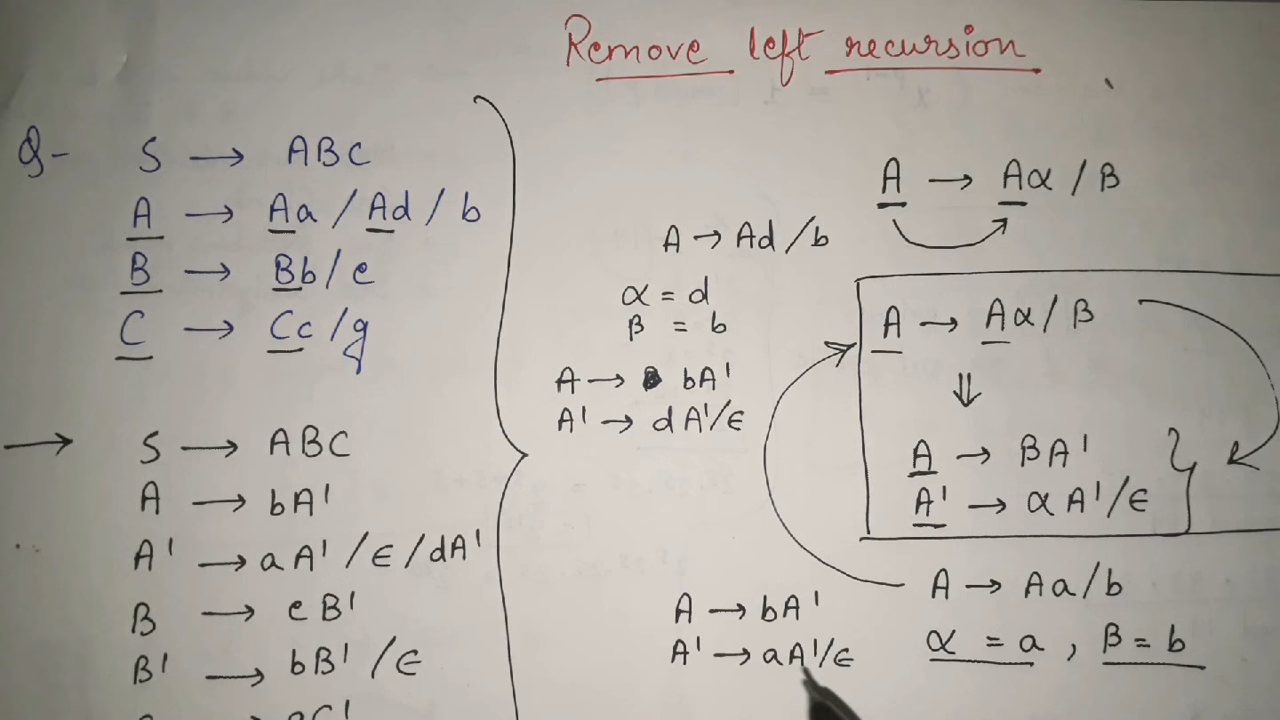 Remove left recursion
Q- S → ABC
A → Aa / Ad / b
B → Bb / e
C → Cc / g
→ S → ABC
A → bA'
A' → aA' / ϵ / dA'
B → eB'
B' → bB' / ϵ
A → Ad / b
α = d
β = b
A → bA'
A' → dA'/ϵ
A → bA'
A' → aA'/ϵ
A → Aα / β
A → Aα / β
⇓
A → βA'
A' → αA'/ϵ
A → Aa / b
α = a , β = b